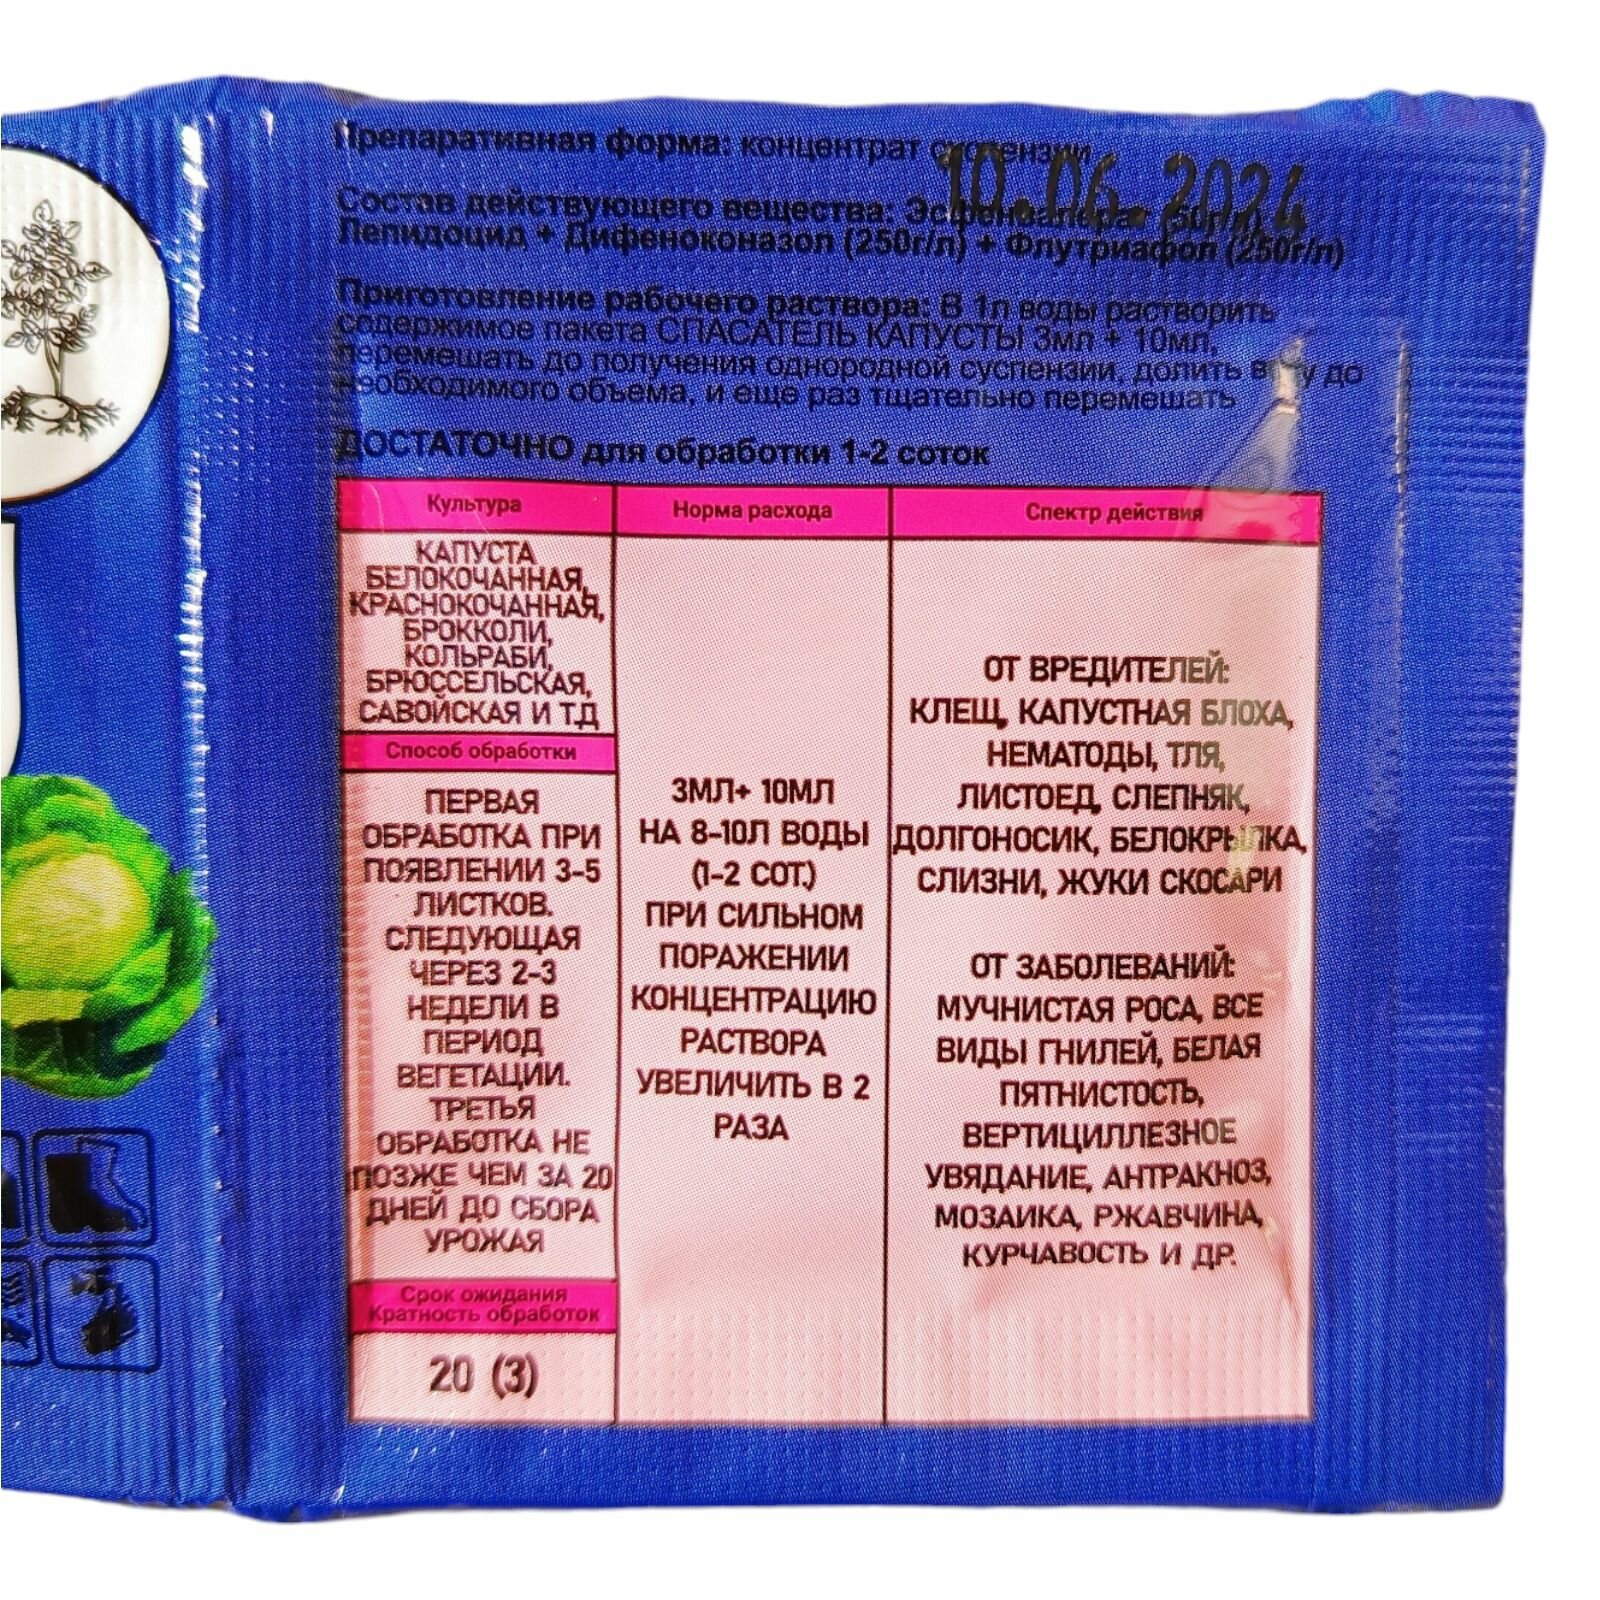 Препаративная форма: концентрат суспензии
10.06.2024
Состав действующего вещества: Эсфенвалерат (50г/л) +
Лепидоцид + Дифеноконазол (250г/л) + Флутриафол (250г/л)
Приготовление рабочего раствора: В 1л воды растворить
содержимое пакета СПАСАТЕЛЬ КАПУСТЫ 3мл + 10мл,
перемешать до получения однородной суспензии, долить воду до
необходимого объема, и еще раз тщательно перемешать
ДОСТАТОЧНО для обработки 1-2 соток
Культура
КАПУСТА
БЕЛОКОЧАННАЯ,
КРАСНОКОЧАННАЯ,
БРОККОЛИ,
КОЛЬРАБИ,
БРЮССЕЛЬСКАЯ,
САВОЙСКАЯ И Т.Д
Способ обработки
ПЕРВАЯ
ОБРАБОТКА ПРИ
ПОЯВЛЕНИИ 3-5
ЛИСТКОВ.
СЛЕДУЮЩАЯ
ЧЕРЕЗ 2-3
НЕДЕЛИ В
ПЕРИОД
ВЕГЕТАЦИИ.
ТРЕТЬЯ
ОБРАБОТКА НЕ
ПОЗЖЕ ЧЕМ ЗА 20
ДНЕЙ ДО СБОРА
УРОЖАЯ
Срок ожидания
Кратность обработок
20 (3)
Норма расхода
3МЛ+ 10МЛ
НА 8-10Л ВОДЫ
(1-2 СОТ.)
ПРИ СИЛЬНОМ
ПОРАЖЕНИИ
КОНЦЕНТРАЦИЮ
РАСТВОРА
УВЕЛИЧИТЬ В 2
РАЗА
Спектр действия
ОТ ВРЕДИТЕЛЕЙ:
КЛЕЩ, КАПУСТНАЯ БЛОХА,
НЕМАТОДЫ, ТЛЯ,
ЛИСТОЕД, СЛЕПНЯК,
ДОЛГОНОСИК, БЕЛОКРЫЛКА,
СЛИЗНИ, ЖУКИ СКОСАРИ
ОТ ЗАБОЛЕВАНИЙ:
МУЧНИСТАЯ РОСА, ВСЕ
ВИДЫ ГНИЛЕЙ, БЕЛАЯ
ПЯТНИСТОСТЬ,
ВЕРТИЦИЛЛЕЗНОЕ
УВЯДАНИЕ, АНТРАКНОЗ,
МОЗАИКА, РЖАВЧИНА,
КУРЧАВОСТЬ И ДР.